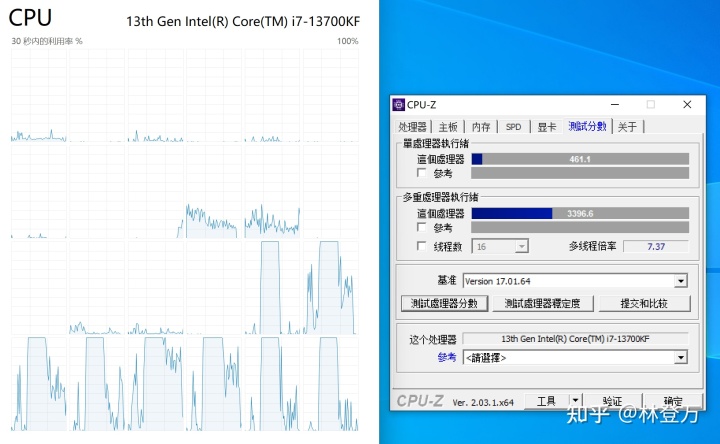 CPU
13th Gen Intel(R) Core(TM) i7-13700KF
30 秒内的利用率 %
100%
CPU-Z
处理器 主板 内存 SPD 显卡 測試分數 关于
單處理器執行緒
這個處理器 461.1
參考
多重處理器執行緒
這個處理器 3396.6
參考
线程数 16 多线程倍率 7.37
基准 Version 17.01.64
測試處理器分數 測試處理器穩定度 提交和比较
这个处理器 13th Gen Intel(R) Core(TM) i7-13700KF
參考 <請選擇>
CPU-Z Ver. 2.03.1.x64 工具 验证 确定
知乎 @林登万